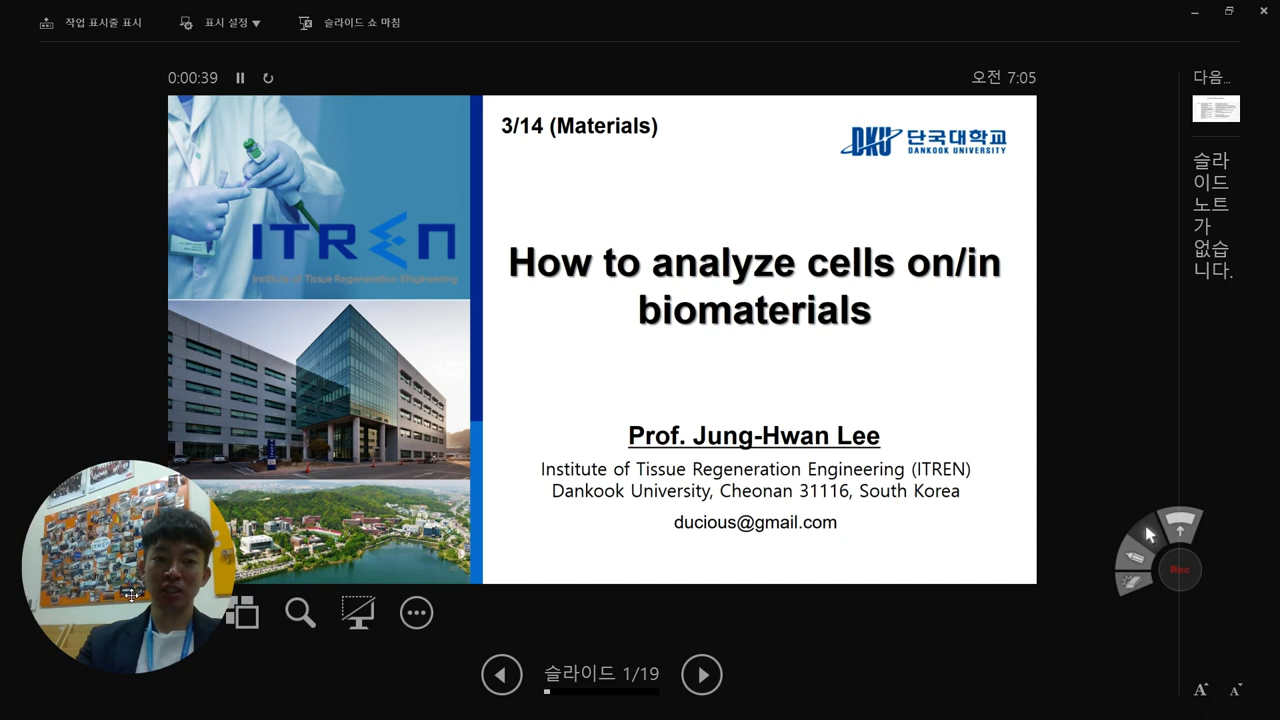 작업 표시줄 표시
표시 설정 ▼
슬라이드 쇼 마침
0:00:39
오전 7:05
다음...
3/14 (Materials)
DKU 단국대학교
DANKOOK UNIVERSITY
ITREN
Institute of Tissue Regeneration ENgineering
How to analyze cells on/in
biomaterials
Prof. Jung-Hwan Lee
Institute of Tissue Regeneration Engineering (ITREN)
Dankook University, Cheonan 31116, South Korea
ducious@gmail.com
슬라
이드
노트
가
없습
니다.
Rec
슬라이드 1/19
A A